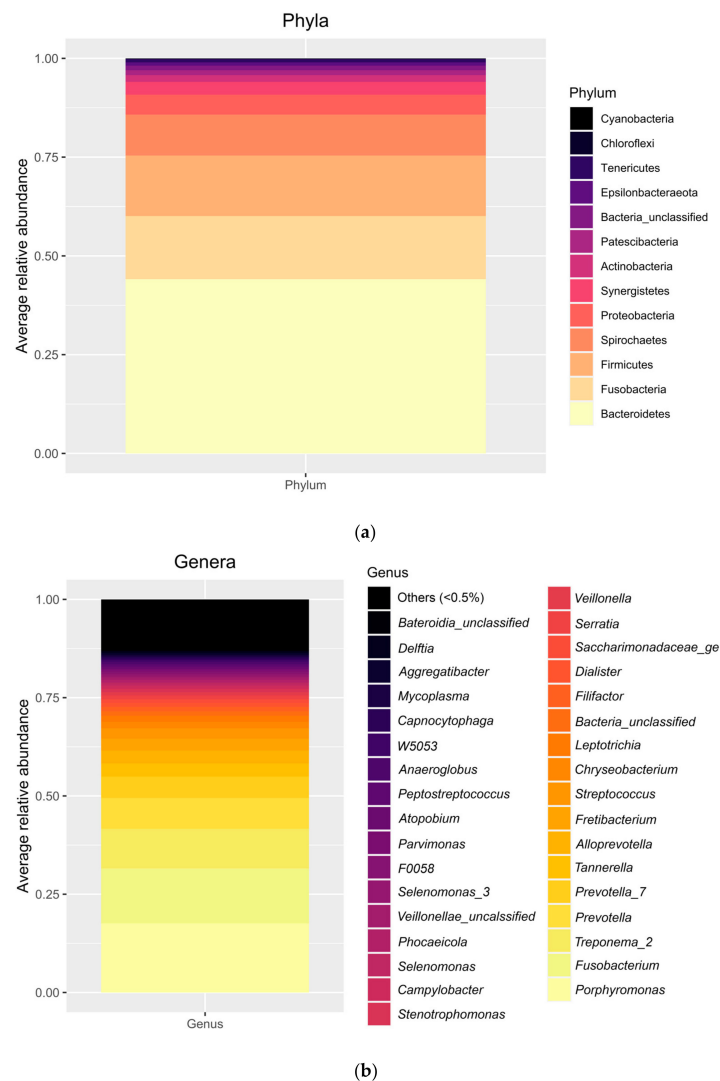 Phyla
1.00
0.75
0.50
0.25
0.00
Average relative abundance
Phylum
Phylum
Cyanobacteria
Chloroflexi
Tenericutes
Epsilonbacteraeota
Bacteria_unclassified
Patescibacteria
Actinobacteria
Synergistetes
Proteobacteria
Spirochaetes
Firmicutes
Fusobacteria
Bacteroidetes
(a)
Genera
1.00
0.75
0.50
0.25
0.00
Average relative abundance
Genus
Genus
Others (<0.5%)
Bateroidia_unclassified
Delftia
Aggregatibacter
Mycoplasma
Capnocytophaga
W5053
Anaeroglobus
Peptostreptococcus
Atopobium
Parvimonas
F0058
Selenomonas_3
Veillonellae_uncalssified
Phocaeicola
Selenomonas
Campylobacter
Stenotrophomonas
Veillonella
Serratia
Saccharimonadaceae_ge
Dialister
Filifactor
Bacteria_unclassified
Leptotrichia
Chryseobacterium
Streptococcus
Fretibacterium
Alloprevotella
Tannerella
Prevotella_7
Prevotella
Treponema_2
Fusobacterium
Porphyromonas
(b)